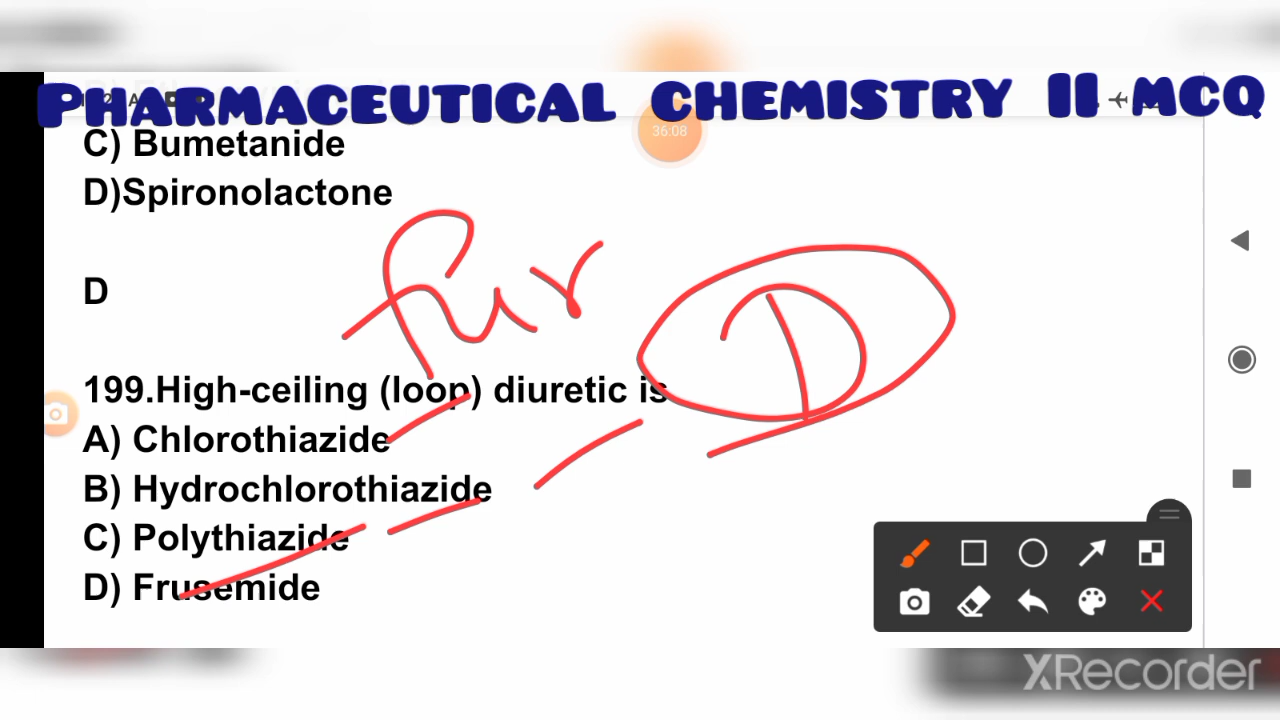 PHARMACEUTICAL CHEMISTRY II MCQ
36:08
C) Bumetanide
D)Spironolactone
D
Fur
D
199.High-ceiling (loop) diuretic is
A) Chlorothiazide
B) Hydrochlorothiazide
C) Polythiazide
D) Frusemide
XRecorder